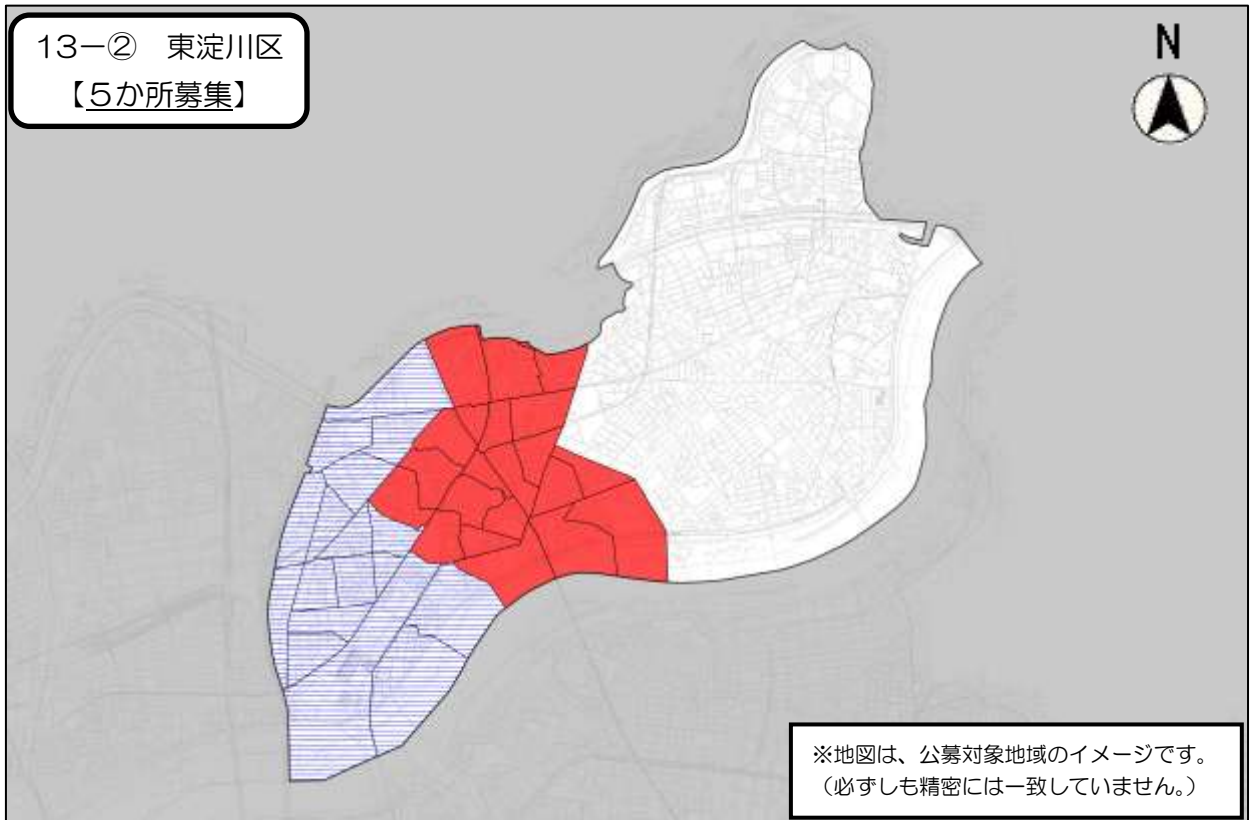 13-② 東淀川区
【5か所募集】
N
※地図は、公募対象地域のイメージです。
（必ずしも精密には一致していません。）